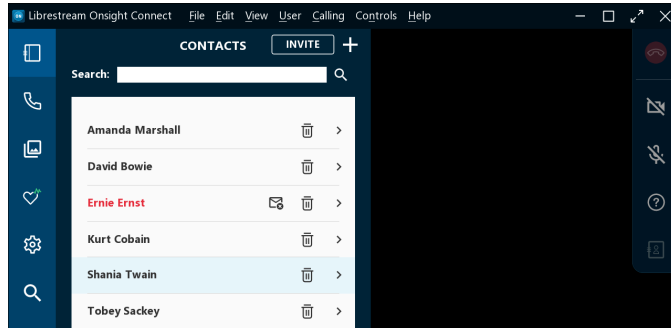 Librestream Onsight Connect File Edit View User Calling Controls Help
CONTACTS INVITE
Search:
Amanda Marshall
David Bowie
Ernie Ernst
Kurt Cobain
Shania Twain
Tobey Sackey